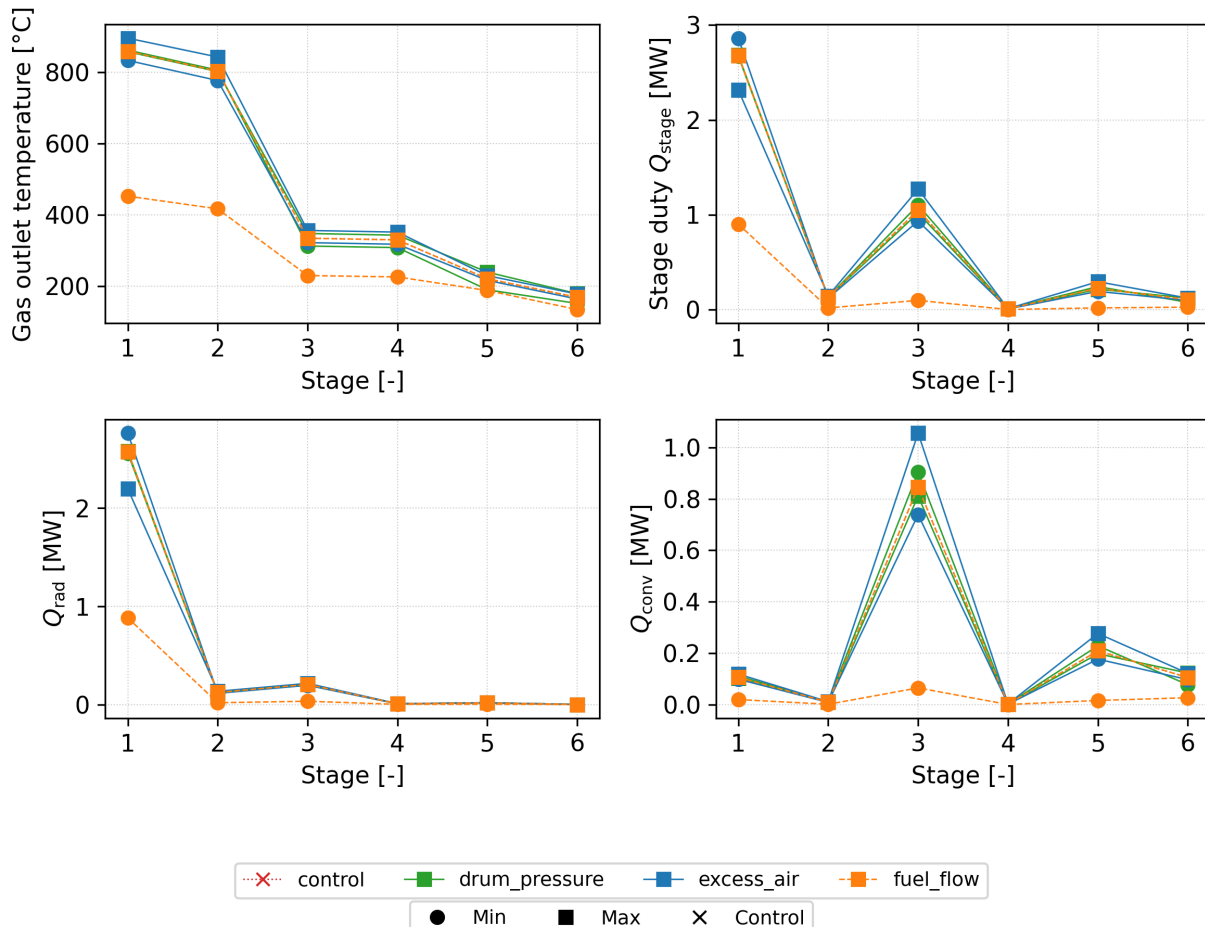 Gas outlet temperature [°C]
800
600
400
200
1 2 3 4 5 6
Stage [-]
Stage duty Qstage [MW]
3
2
1
0
1 2 3 4 5 6
Stage [-]
Qrad [MW]
2
1
0
1 2 3 4 5 6
Stage [-]
Qconv [MW]
1.0
0.8
0.6
0.4
0.2
0.0
1 2 3 4 5 6
Stage [-]
control drum_pressure excess_air fuel_flow
Min Max Control